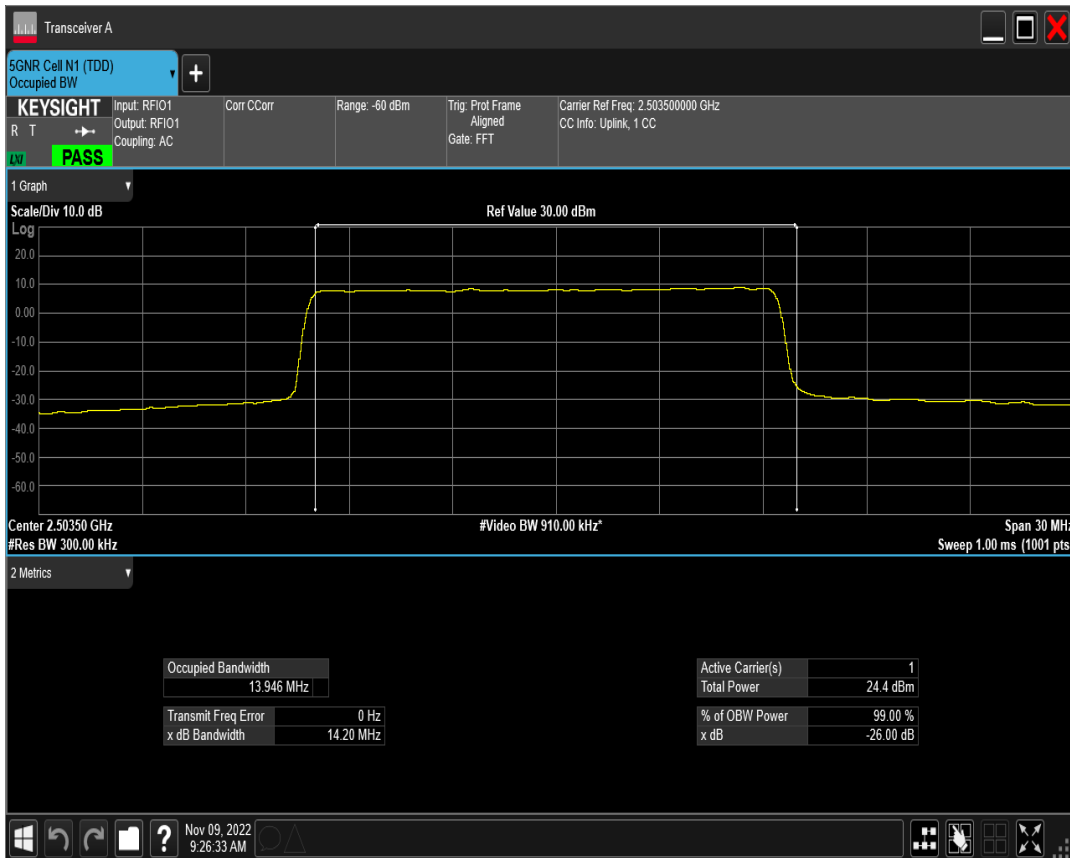 Transceiver A
5GNR Cell N1 (TDD)
Occupied BW
+
KEYSIGHT
R T
LXI
PASS
Input: RFIO1
Output: RFIO1
Coupling: AC
Corr CCorr
Range: -60 dBm
Trig: Prot Frame
Aligned
Gate: FFT
Carrier Ref Freq: 2.503500000 GHz
CC Info: Uplink, 1 CC
1 Graph
Scale/Div 10.0 dB
Ref Value 30.00 dBm
Log
20.0
10.0
0.00
-10.0
-20.0
-30.0
-40.0
-50.0
-60.0
Center 2.50350 GHz
#Video BW 910.00 kHz*
Span 30 MHz
#Res BW 300.00 kHz
Sweep 1.00 ms (1001 pts
2 Metrics
Occupied Bandwidth
13.946 MHz
Transmit Freq Error 0 Hz
x dB Bandwidth 14.20 MHz
Active Carrier(s) 1
Total Power 24.4 dBm
% of OBW Power 99.00 %
x dB -26.00 dB
?
Nov 09, 2022
9:26:33 AM